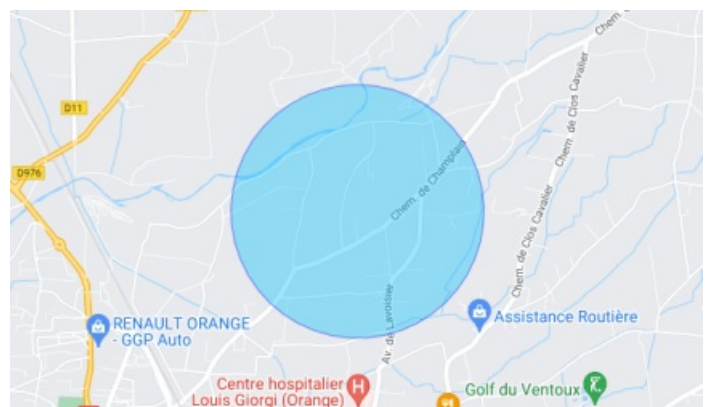 Chem.
D11
Chem. de Clos Cavalier
D976
Chem. de Champlain
Chem. de Clos Cavalier
RENAULT ORANGE
- GGP Auto
Av. de Lavoisier
Assistance Routière
Centre hospitalier
Louis Giorgi (Orange)
Golf du Ventoux